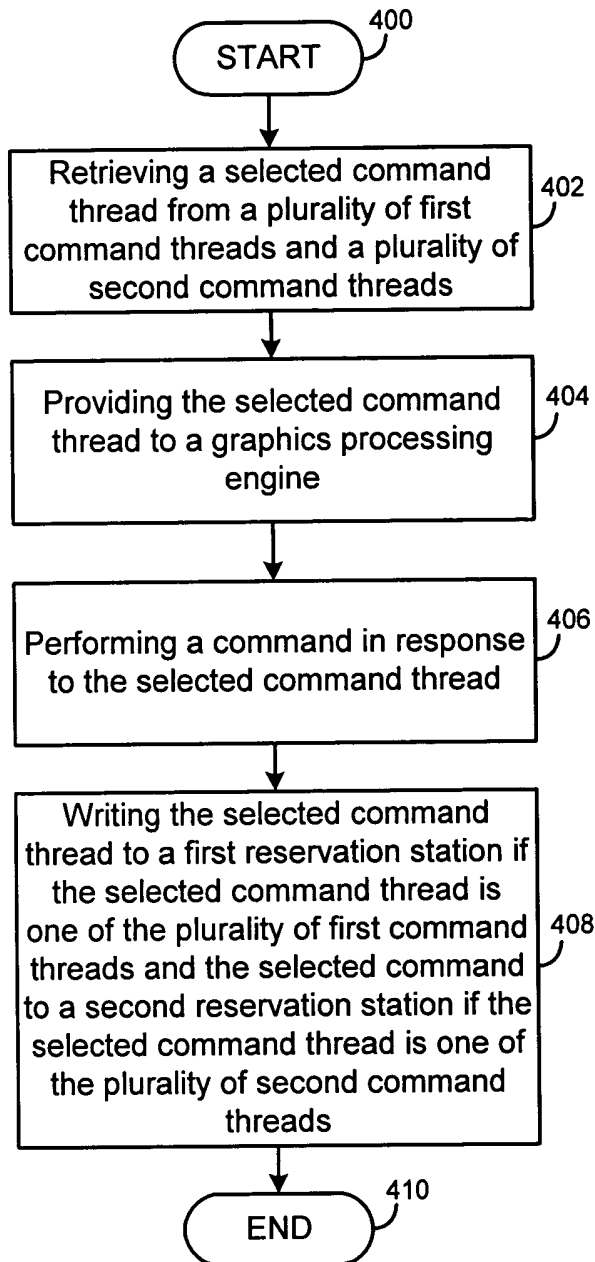 400
START
Retrieving a selected command
thread from a plurality of first
command threads and a plurality of
second command threads
402
Providing the selected command
thread to a graphics processing
engine
404
Performing a command in response
to the selected command thread
406
Writing the selected command
thread to a first reservation station if
the selected command thread is
one of the plurality of first command
threads and the selected command
to a second reservation station if the
selected command thread is one of
the plurality of second command
threads
408
410
END